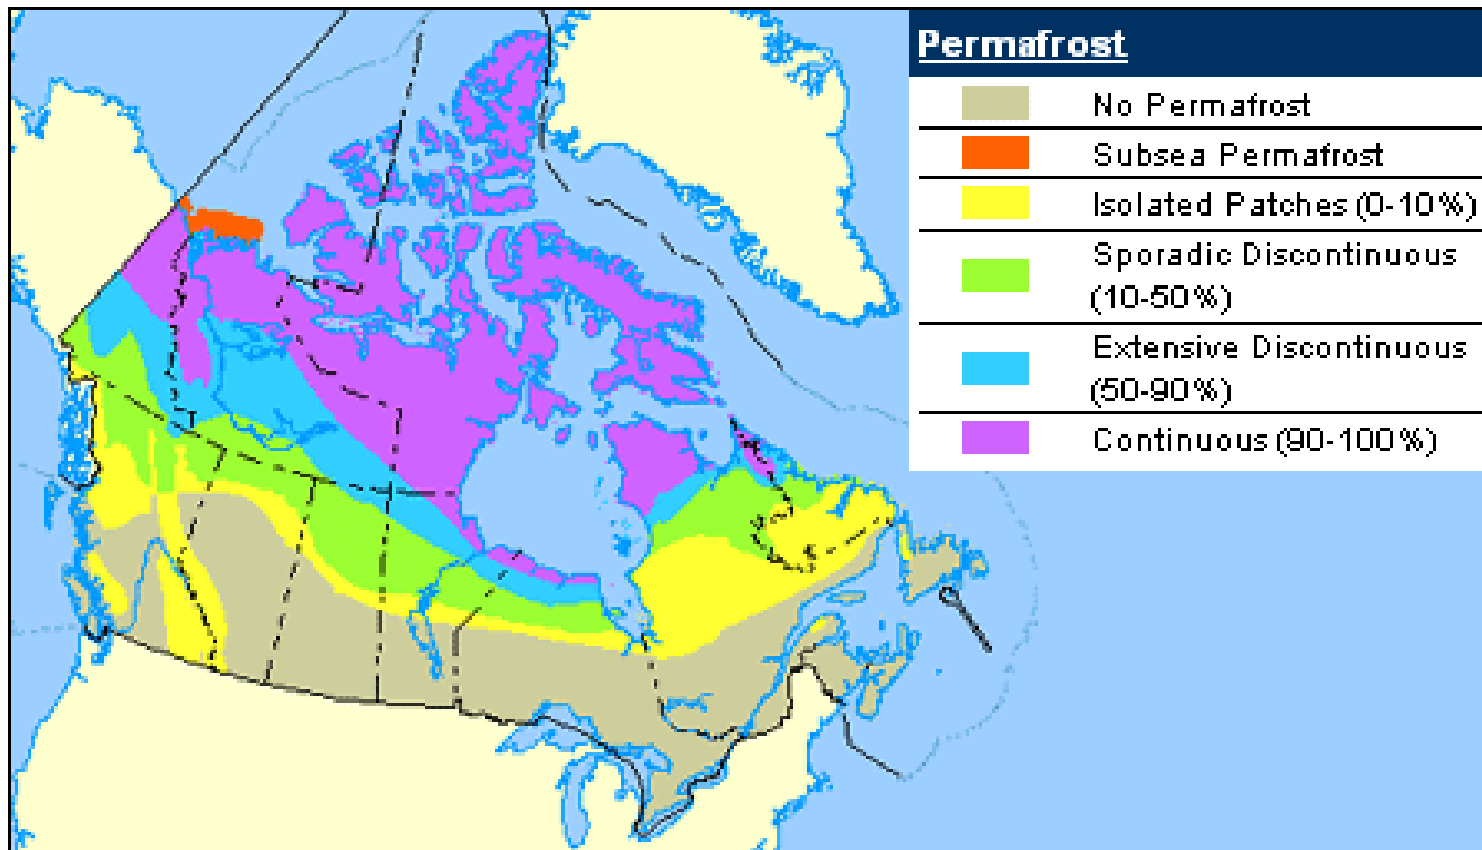 Permafrost
No Permafrost
Subsea Permafrost
Isolated Patches (0-10%)
Sporadic Discontinuous
(10-50%)
Extensive Discontinuous
(50-90%)
Continuous (90-100%)